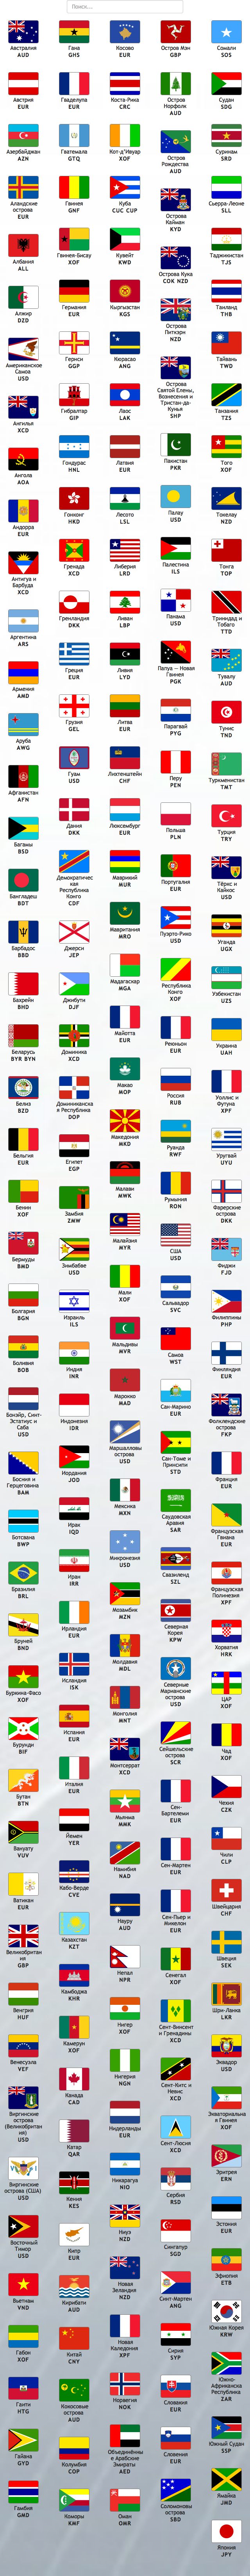 Поиск...
Австралия
AUD
Австрия
EUR
Азербайджан
AZN
Аландские
острова
EUR
Албания
ALL
Алжир
DZD
Американское
Самоа
USD
Ангилья
XCD
Ангола
AOA
Андорра
EUR
Антигуа и
Барбуда
XCD
Аргентина
ARS
Армения
AMD
Аруба
AWG
Афганистан
AFN
Багамы
BSD
Бангладеш
BDT
Барбадос
BBD
Бахрейн
BHD
Беларусь
BYR BYN
Белиз
BZD
Бельгия
EUR
Бенин
XOF
Бермуды
BMD
Болгария
BGN
Боливия
BOB
Бонэйр, Синт-
Эстатиус и
Саба
USD
Босния и
Герцеговина
BAM
Ботсвана
BWP
Бразилия
BRL
Бруней
BND
Буркина-Фасо
XOF
Бурунди
BIF
Бутан
BTN
Вануату
VUV
Ватикан
EUR
Великобритан
ия
GBP
Венгрия
HUF
Венесуэла
VEF
Виргинские
острова
(Великобритан
ия)
USD
Виргинские
острова (США)
USD
Восточный
Тимор
USD
Вьетнам
VND
Габон
XOF
Гаити
HTG
Гайана
GYD
Гамбия
GMD
Гана
GHS
Гваделупа
EUR
Гватемала
GTQ
Гвинея
GNF
Гвинея-Бисау
XOF
Германия
EUR
Гернси
GGP
Гибралтар
GIP
Гондурас
HNL
Гонконг
HKD
Гренада
XCD
Гренландия
DKK
Греция
EUR
Грузия
GEL
Гуам
USD
Дания
DKK
Демократичес
кая
Республика
Конго
CDF
Джерси
JEP
Джибути
DJF
Доминика
XCD
Доминиканска
я Республика
DOP
Египет
EGP
Замбия
ZMW
Зимбабве
USD
Израиль
ILS
Индия
INR
Индонезия
IDR
Иордания
JOD
Ирак
IQD
Иран
IRR
Ирландия
EUR
Исландия
ISK
Испания
EUR
Италия
EUR
Йемен
YER
Кабо-Верде
CVE
Казахстан
KZT
Камбоджа
KHR
Камерун
XOF
Канада
CAD
Катар
QAR
Кения
KES
Кипр
EUR
Кирибати
AUD
Китай
CNY
Кокосовые
острова
AUD
Колумбия
COP
Коморы
KMF
Косово
EUR
Коста-Рика
CRC
Кот-д’Ивуар
XOF
Куба
CUC CUP
Кувейт
KWD
Кыргызстан
KGS
Кюрасао
ANG
Лаос
LAK
Латвия
EUR
Лесото
LSL
Либерия
LRD
Ливан
LBP
Ливия
LYD
Литва
EUR
Лихтенштейн
CHF
Люксембург
EUR
Маврикий
MUR
Мавритания
MRO
Мадагаскар
MGA
Майотта
EUR
Макао
MOP
Македония
MKD
Малави
MWK
Малайзия
MYR
Мали
XOF
Мальдивы
MVR
Марокко
MAD
Маршалловы
острова
USD
Мексика
MXN
Микронезия
USD
Мозамбик
MZN
Молдавия
MDL
Монголия
MNT
Монтсеррат
XCD
Мьянма
MMK
Намибия
NAD
Науру
AUD
Непал
NPR
Нигер
XOF
Нигерия
NGN
Нидерланды
EUR
Никарагуа
NIO
Ниуэ
NZD
Новая
Зеландия
NZD
Новая
Каледония
XPF
Норвегия
NOK
Объединённы
е Арабские
Эмираты
AED
Оман
OMR
Остров Мэн
GBP
Остров
Норфолк
AUD
Остров
Рождества
AUD
Острова
Кайман
KYD
Острова Кука
COK NZD
Острова
Питкэрн
NZD
Острова
Святой Елены,
Вознесения и
Тристан-да-
Кунья
SHP
Пакистан
PKR
Палау
USD
Палестина
ILS
Панама
USD
Папуа — Новая
Гвинея
PGK
Парагвай
PYG
Перу
PEN
Польша
PLN
Португалия
EUR
Пуэрто-Рико
USD
Республика
Конго
XOF
Реюньон
EUR
Россия
RUB
Руанда
RWF
Румыния
RON
США
USD
Сальвадор
SVC
Самоа
WST
Сан-Марино
EUR
Сан-Томе и
Принсипи
STD
Саудовская
Аравия
SAR
Свазиленд
SZL
Северная
Корея
KPW
Северные
Марианские
острова
USD
Сейшельские
острова
SCR
Сен-
Бартелеми
EUR
Сен-Мартен
EUR
Сен-Пьер и
Микелон
EUR
Сенегал
XOF
Сент-Винсент
и Гренадины
XCD
Сент-Китс и
Невис
XCD
Сент-Люсия
XCD
Сербия
RSD
Сингапур
SGD
Синт-Мартен
ANG
Сирия
SYP
Словакия
EUR
Словения
EUR
Соломоновы
острова
SBD
Сомали
SOS
Судан
SDG
Суринам
SRD
Сьерра-Леоне
SLL
Таджикистан
TJS
Таиланд
THB
Тайвань
TWD
Танзания
TZS
Того
XOF
Токелау
NZD
Тонга
TOP
Тринидад и
Тобаго
TTD
Тувалу
AUD
Тунис
TND
Туркменистан
TMT
Турция
TRY
Тёркс и
Кайкос
USD
Уганда
UGX
Узбекистан
UZS
Украина
UAH
Уоллис и
Футуна
XPF
Уругвай
UYU
Фарерские
острова
DKK
Фиджи
FJD
Филиппины
PHP
Финляндия
EUR
Фолклендские
острова
FKP
Франция
EUR
Французская
Гвиана
EUR
Французская
Полинезия
XPF
Хорватия
HRK
ЦАР
XOF
Чад
XOF
Чехия
CZK
Чили
CLP
Швейцария
CHF
Швеция
SEK
Шри-Ланка
LKR
Эквадор
USD
Экваториальна
я Гвинея
XOF
Эритрея
ERN
Эстония
EUR
Эфиопия
ETB
Южная Корея
KRW
Южно-
Африканская
Республика
ZAR
Южный Судан
SSP
Ямайка
JMD
Япония
JPY